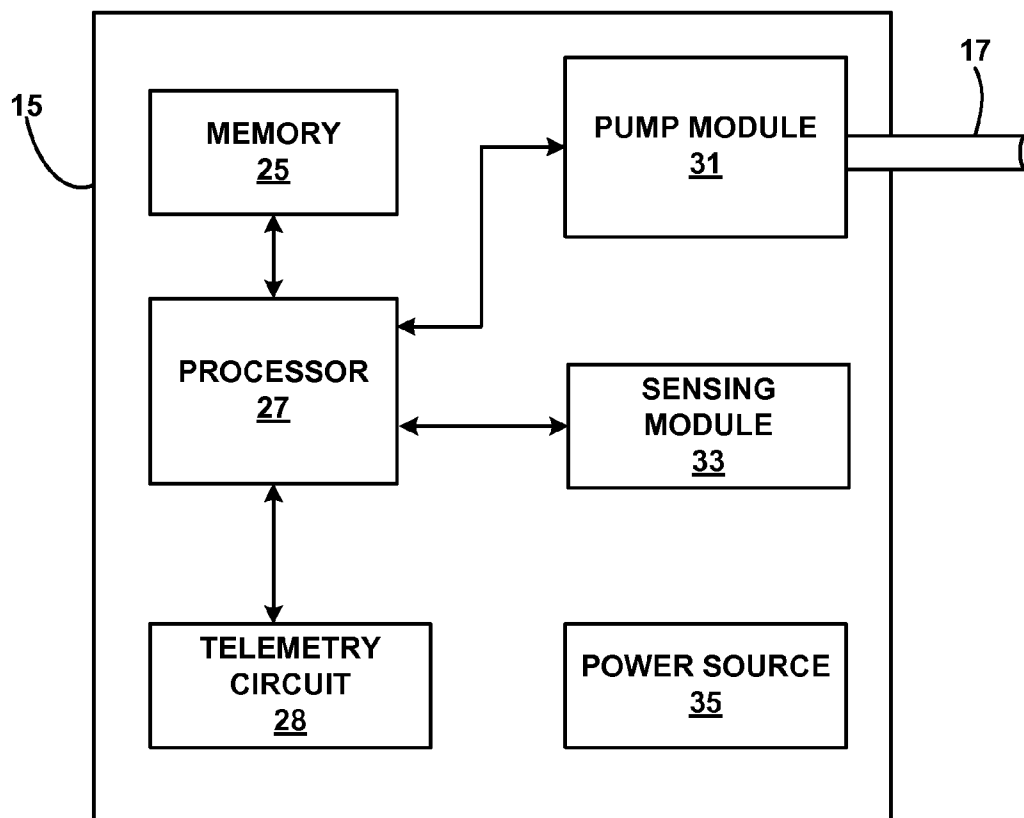 15
17
MEMORY
25
PUMP MODULE
31
PROCESSOR
27
SENSING
MODULE
33
TELEMETRY
CIRCUIT
28
POWER SOURCE
35